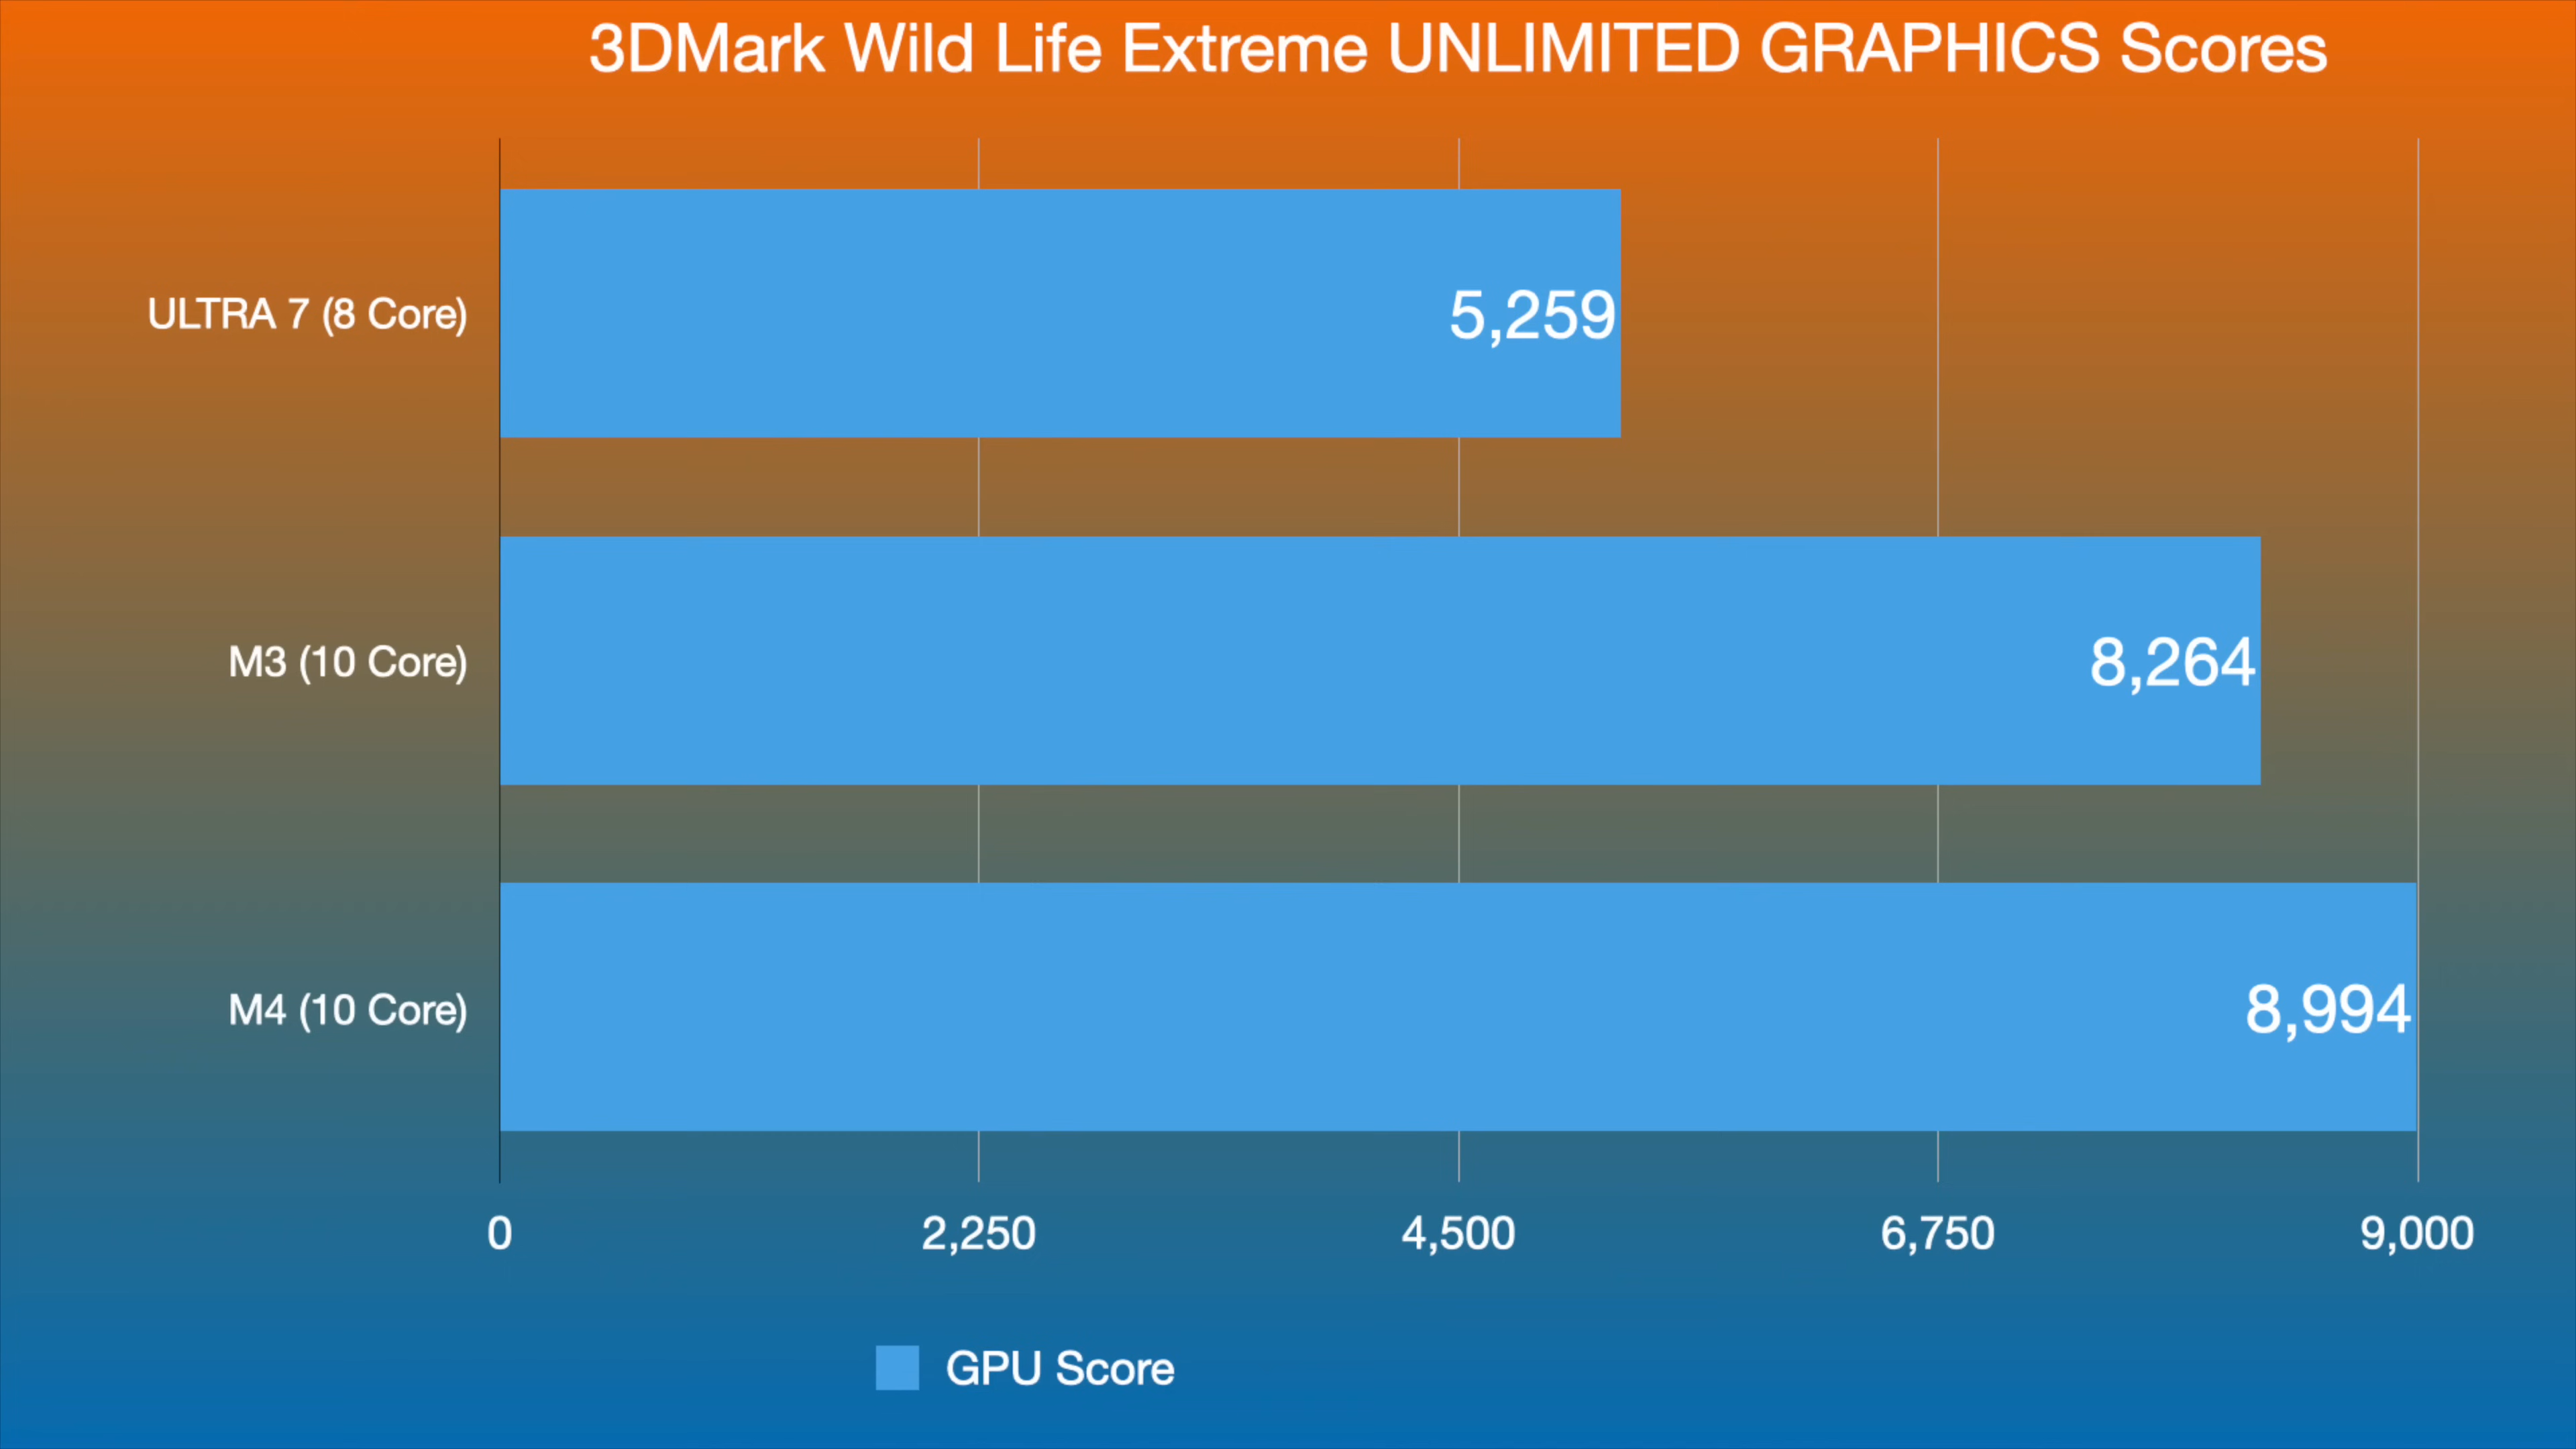 3DMark Wild Life Extreme UNLIMITED GRAPHICS Scores
ULTRA 7 (8 Core)
5,259
M3 (10 Core)
8,264
M4 (10 Core)
8,994
0
2,250
4,500
6,750
9,000
GPU Score